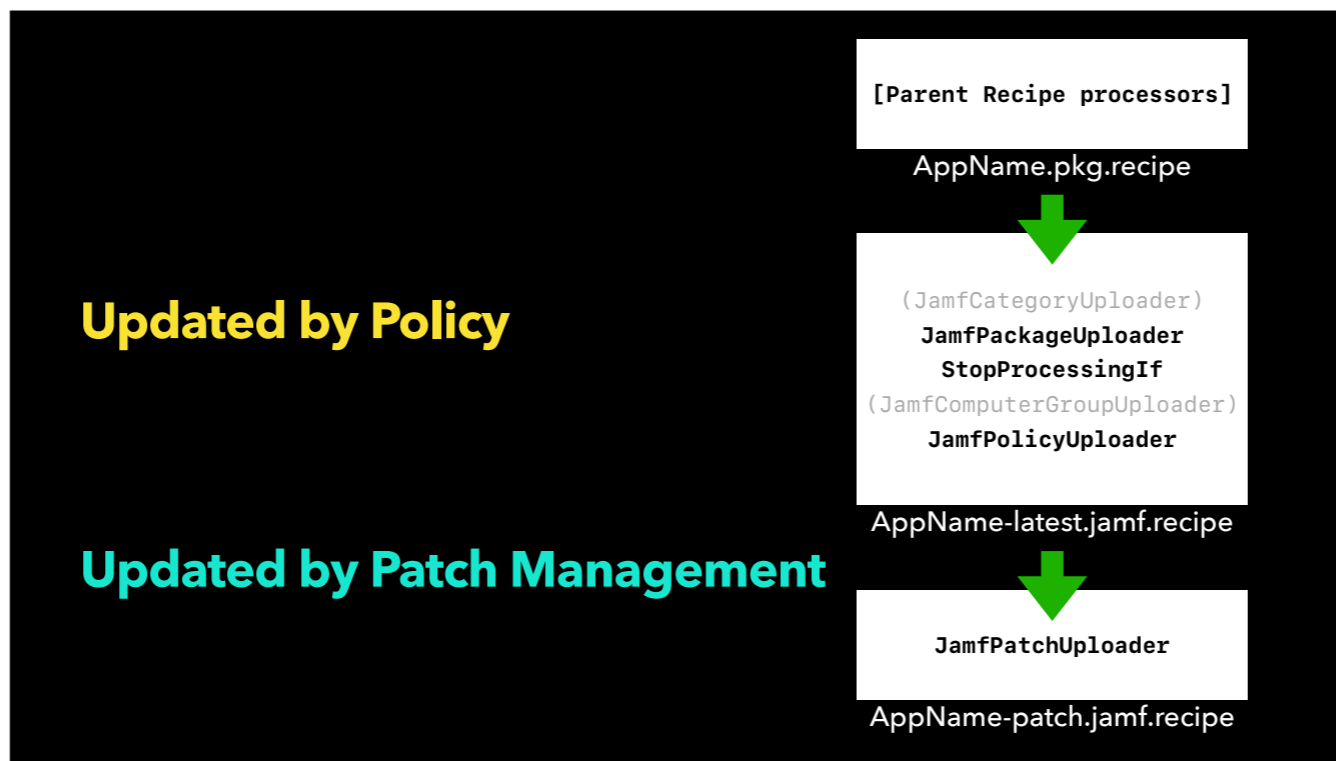 [Parent Recipe processors]
AppName.pkg.recipe
Updated by Policy
(JamfCategoryUploader)
JamfPackageUploader
StopProcessingIf
(JamfComputerGroupUploader)
JamfPolicyUploader
AppName-latest.jamf.recipe
Updated by Patch Management
JamfPatchUploader
AppName-patch.jamf.recipe